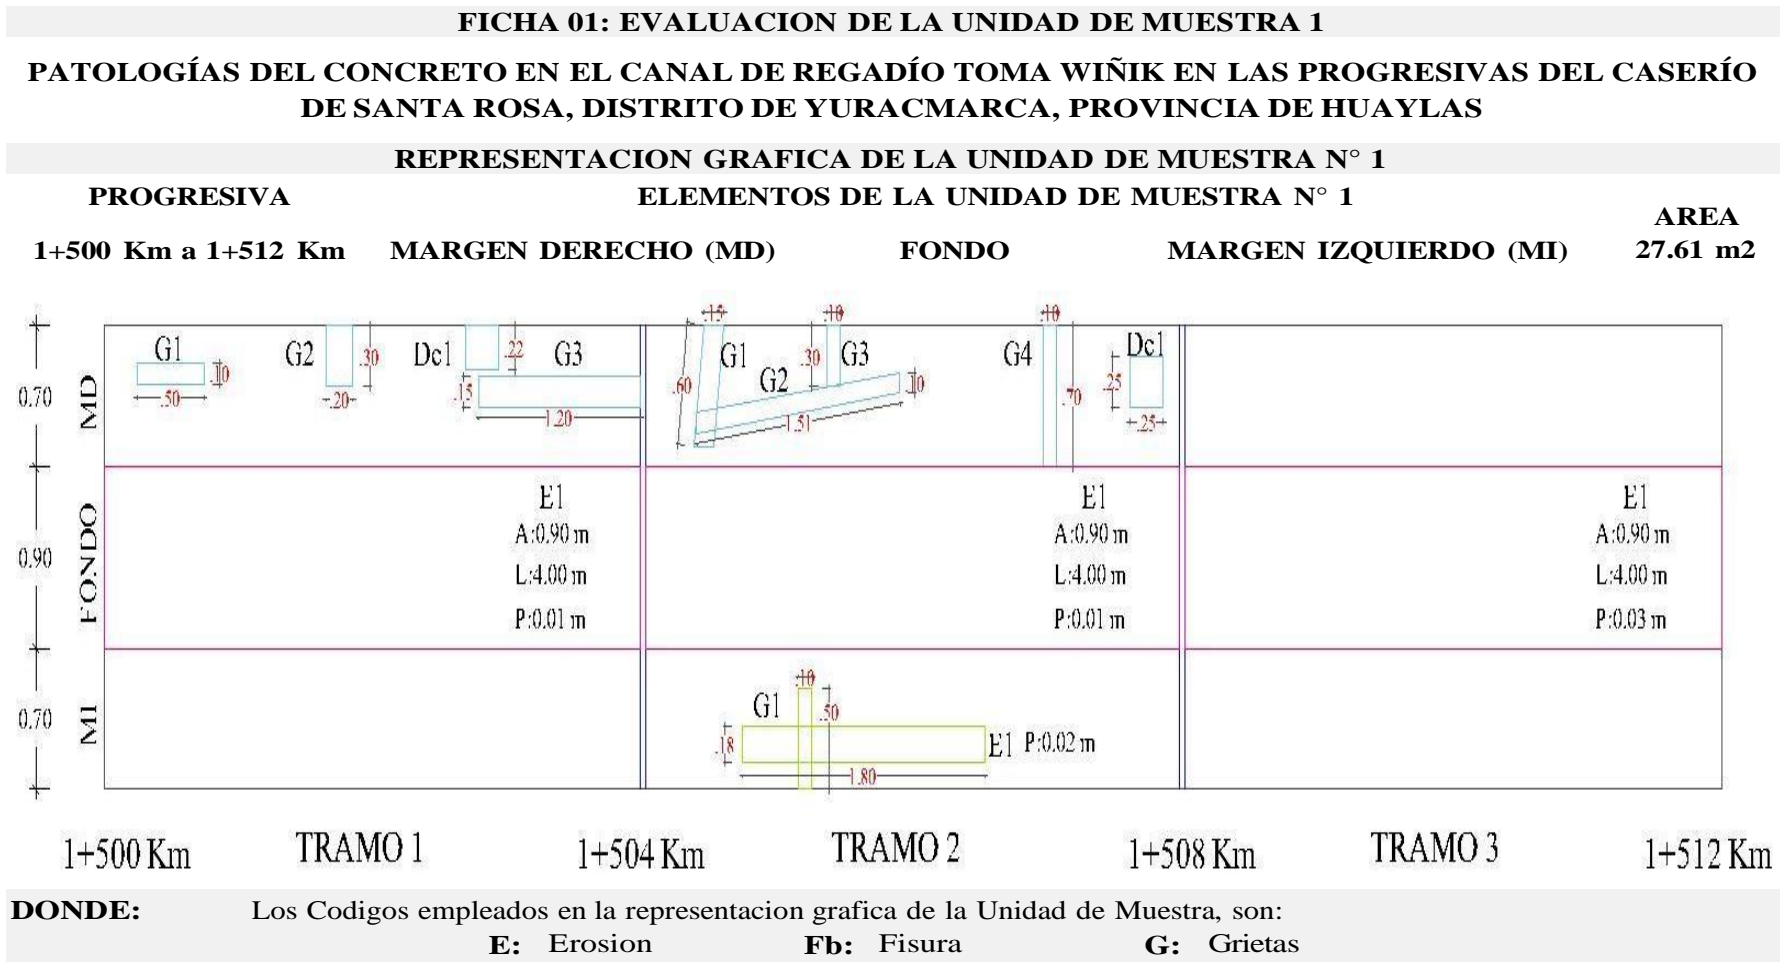 FICHA 01: EVALUACION DE LA UNIDAD DE MUESTRA 1
PATOLOGÍAS DEL CONCRETO EN EL CANAL DE REGADÍO TOMA WIÑIK EN LAS PROGRESIVAS DEL CASERÍO
DE SANTA ROSA, DISTRITO DE YURACMARCA, PROVINCIA DE HUAYLAS
REPRESENTACION GRAFICA DE LA UNIDAD DE MUESTRA N° 1
PROGRESIVA ELEMENTOS DE LA UNIDAD DE MUESTRA N° 1 AREA
1+500 Km a 1+512 Km MARGEN DERECHO (MD) FONDO MARGEN IZQUIERDO (MI) 27.61 m2
.15 .10 .10
G1 G2 .30 Dc1 .22 G3 G1 .30 G3 G4 Dc1
0.70 MD .10 .60 G2 .10 .70 .25
.50 .20 .15 1.20 1.51 .25
E1 E1 E1
A:0.90 m A:0.90 m A:0.90 m
0.90 FONDO L:4.00 m L:4.00 m L:4.00 m
P:0.01 m P:0.01 m P:0.03 m
.10
0.70 MI G1 .50
.18 E1 P:0.02 m
1.80
1+500 Km TRAMO 1 1+504 Km TRAMO 2 1+508 Km TRAMO 3 1+512 Km
DONDE: Los Codigos empleados en la representacion grafica de la Unidad de Muestra, son:
E: Erosion Fb: Fisura G: Grietas